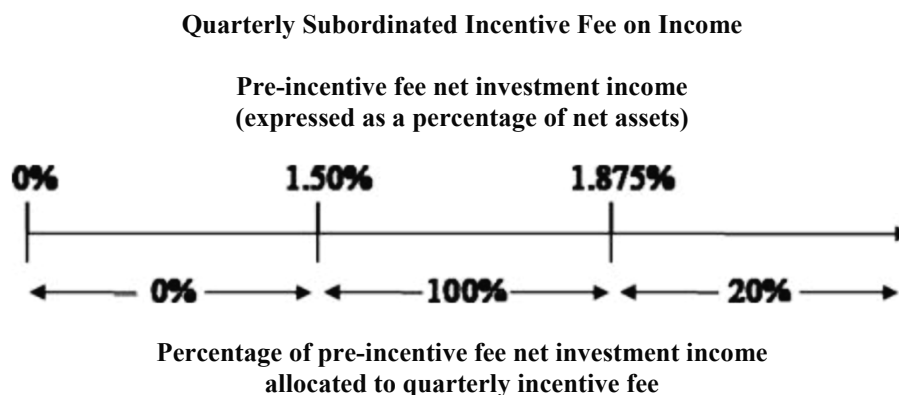 Quarterly Subordinated Incentive Fee on Income
Pre-incentive fee net investment income
(expressed as a percentage of net assets)
0% 1.50% 1.875%
0% 100% 20%
Percentage of pre-incentive fee net investment income
allocated to quarterly incentive fee